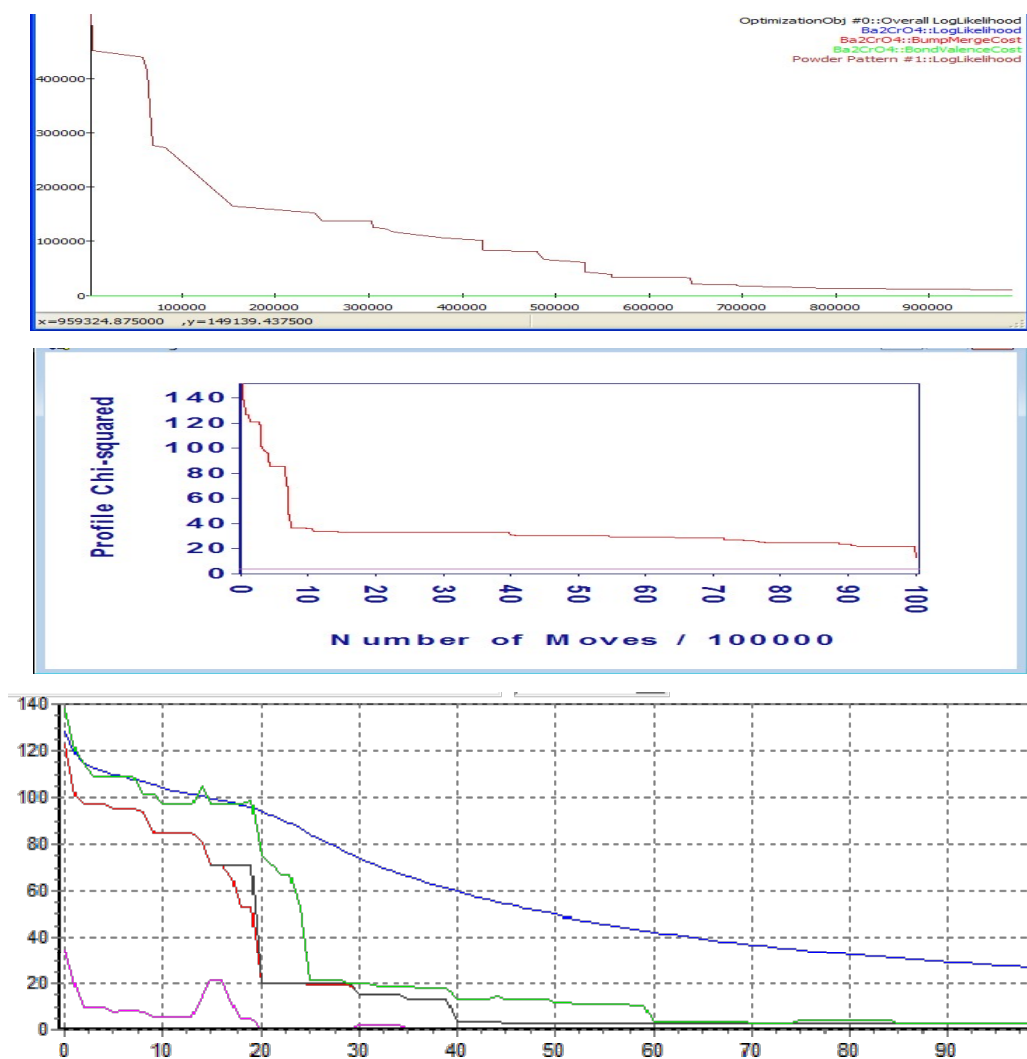 OptimizationObj #0::Overall LogLikelihood
Ba2CrO4::LogLikelihood
Ba2CrO4::BumpMergeCost
Ba2CrO4::BondValenceCost
Powder Pattern #1::LogLikelihood
400000
300000
200000
100000
0
100000 200000 300000 400000 500000 600000 700000 800000 900000
x=959324.875000 ,y=149139.437500
Profile Chi-squared
140
120
100
80
60
40
20
0
0 10 20 30 40 50 60 70 80 90 100
Number of Moves / 100000
140
120
100
80
60
40
20
0
0 10 20 30 40 50 60 70 80 90